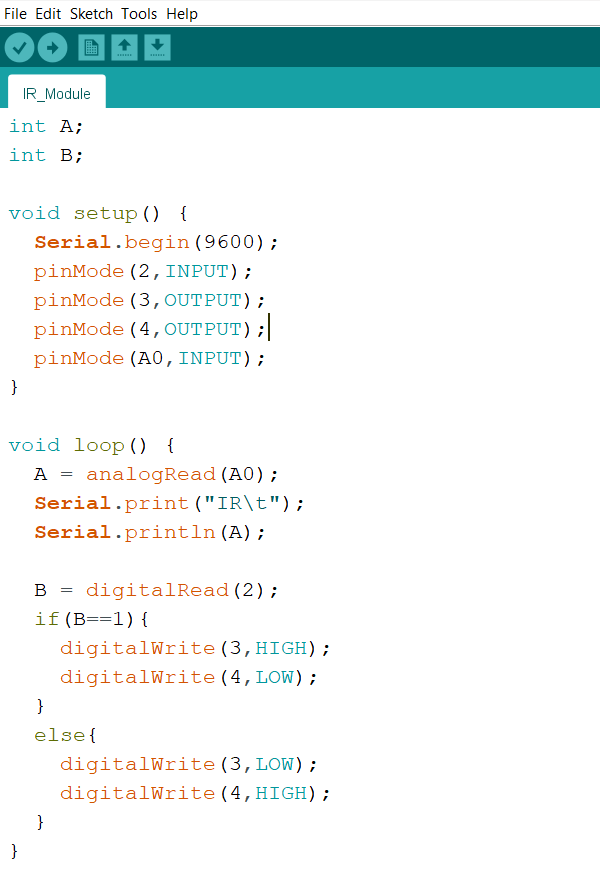 File Edit Sketch Tools Help
IR_Module
int A;
int B;
void setup() {
  Serial.begin(9600);
  pinMode(2,INPUT);
  pinMode(3,OUTPUT);
  pinMode(4,OUTPUT);
  pinMode(A0,INPUT);
}
void loop() {
  A = analogRead(A0);
  Serial.print("IR\t");
  Serial.println(A);
  B = digitalRead(2);
  if(B==1){
    digitalWrite(3,HIGH);
    digitalWrite(4,LOW);
  }
  else{
    digitalWrite(3,LOW);
    digitalWrite(4,HIGH);
  }
}